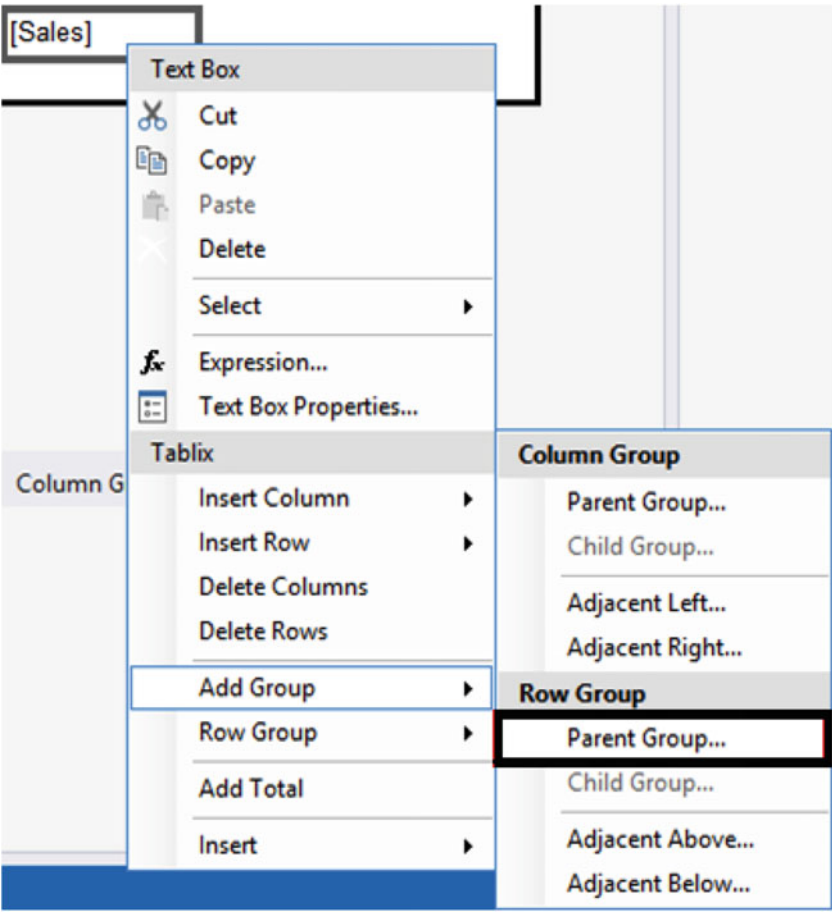 [Sales]
Text Box
Cut
Copy
Paste
Delete
Select
fx Expression...
Text Box Properties...
Tablix
Column G
Insert Column
Insert Row
Delete Columns
Delete Rows
Add Group
Row Group
Add Total
Insert
Column Group
Parent Group...
Child Group...
Adjacent Left...
Adjacent Right...
Row Group
Parent Group...
Child Group...
Adjacent Above...
Adjacent Below...